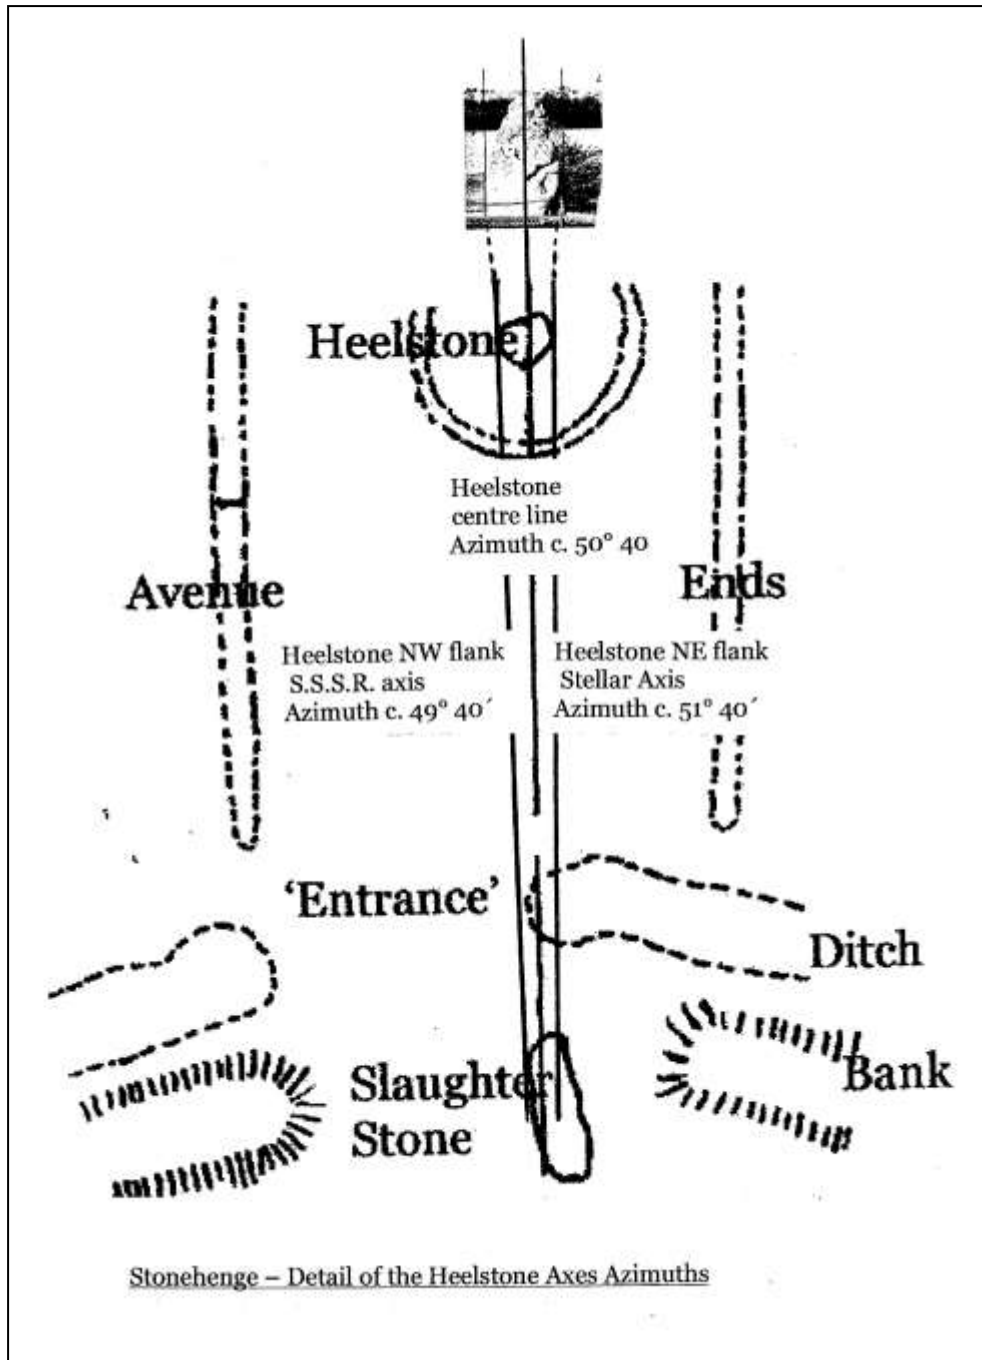 Heelstone
Heelstone
centre line
Azimuth c. 50° 40
Avenue
Ends
Heelstone NW flank
S.S.S.R. axis
Azimuth c. 49° 40´
Heelstone NE flank
Stellar Axis
Azimuth c. 51° 40´
‘Entrance’
Ditch
Bank
Slaughter
Stone
Stonehenge – Detail of the Heelstone Axes Azimuths